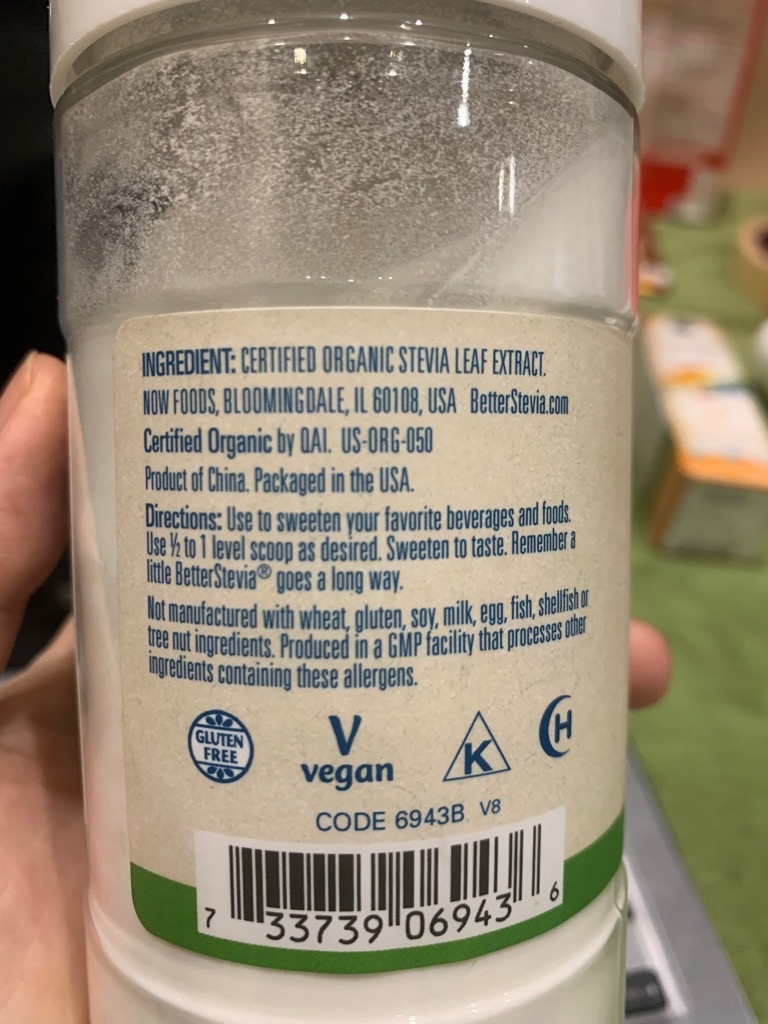 INGREDIENT: CERTIFIED ORGANIC STEVIA LEAF EXTRACT.
NOW FOODS, BLOOMINGDALE, IL 60108, USA BetterStevia.com
Certified Organic by QAI. US-ORG-050
Product of China. Packaged in the USA.
Directions: Use to sweeten your favorite beverages and foods.
Use ½ to 1 level scoop as desired. Sweeten to taste. Remember a
little BetterStevia® goes a long way.
Not manufactured with wheat, gluten, soy, milk, egg, fish, shellfish or
tree nut ingredients. Produced in a GMP facility that processes other
ingredients containing these allergens.
GLUTEN
FREE
V
vegan
K
H
CODE 6943B V8
7 33739 06943 6